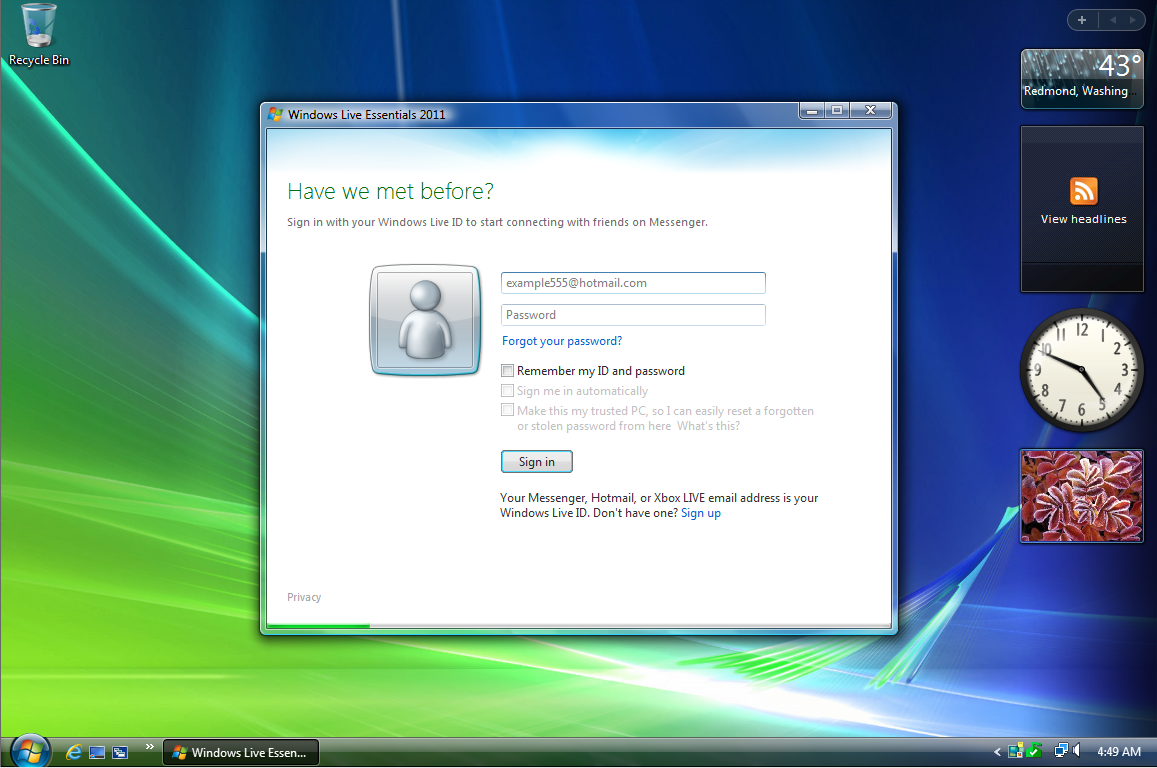 Recycle Bin
43°
Redmond, Washing...
Windows Live Essentials 2011
Have we met before?
Sign in with your Windows Live ID to start connecting with friends on Messenger.
example555@hotmail.com
Password
Forgot your password?
Remember my ID and password
Sign me in automatically
Make this my trusted PC, so I can easily reset a forgotten
or stolen password from here What's this?
Sign in
Your Messenger, Hotmail, or Xbox LIVE email address is your
Windows Live ID. Don't have one? Sign up
Privacy
View headlines
12
1
2
3
4
5
6
7
8
9
10
11
Windows Live Essen...
4:49 AM